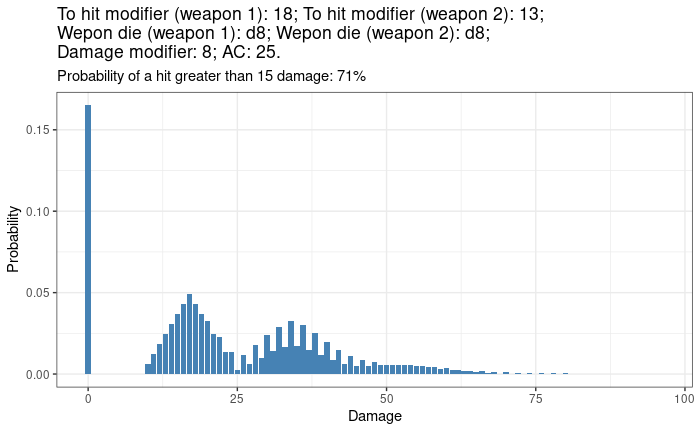 To hit modifier (weapon 1): 18; To hit modifier (weapon 2): 13;
Wepon die (weapon 1): d8; Wepon die (weapon 2): d8;
Damage modifier: 8; AC: 25.
Probability of a hit greater than 15 damage: 71%
0.15
0.10
0.05
0.00
Probability
0 25 50 75 100
Damage